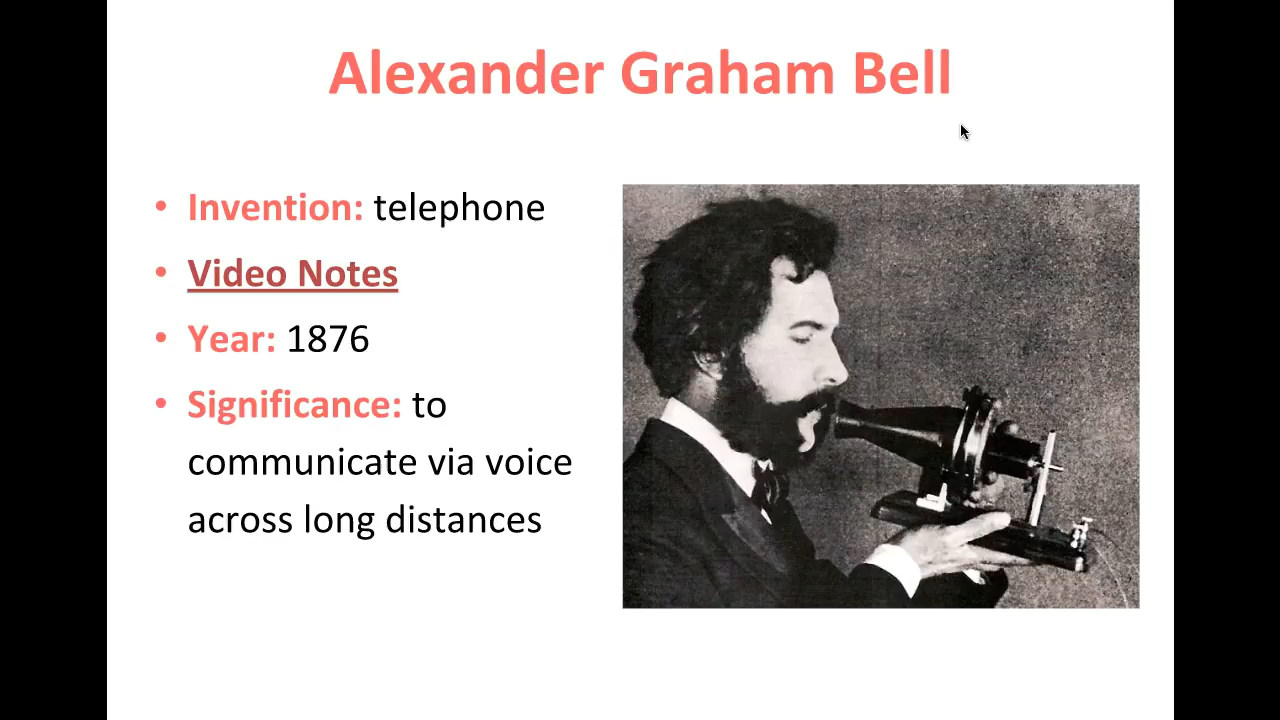 Alexander Graham Bell
• Invention: telephone
• Video Notes
• Year: 1876
• Significance: to
communicate via voice
across long distances